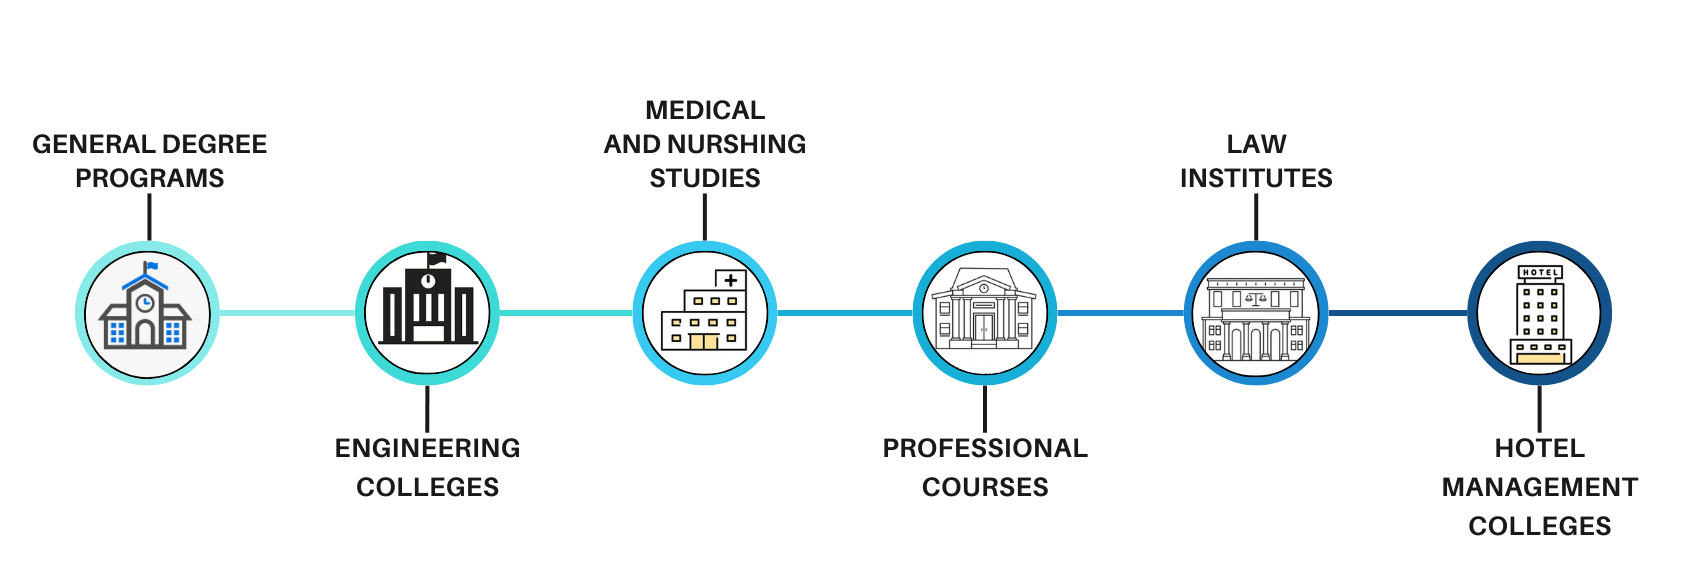 GENERAL DEGREE
PROGRAMS
ENGINEERING
COLLEGES
MEDICAL
AND NURSHING
STUDIES
PROFESSIONAL
COURSES
LAW
INSTITUTES
HOTEL
HOTEL
MANAGEMENT
COLLEGES